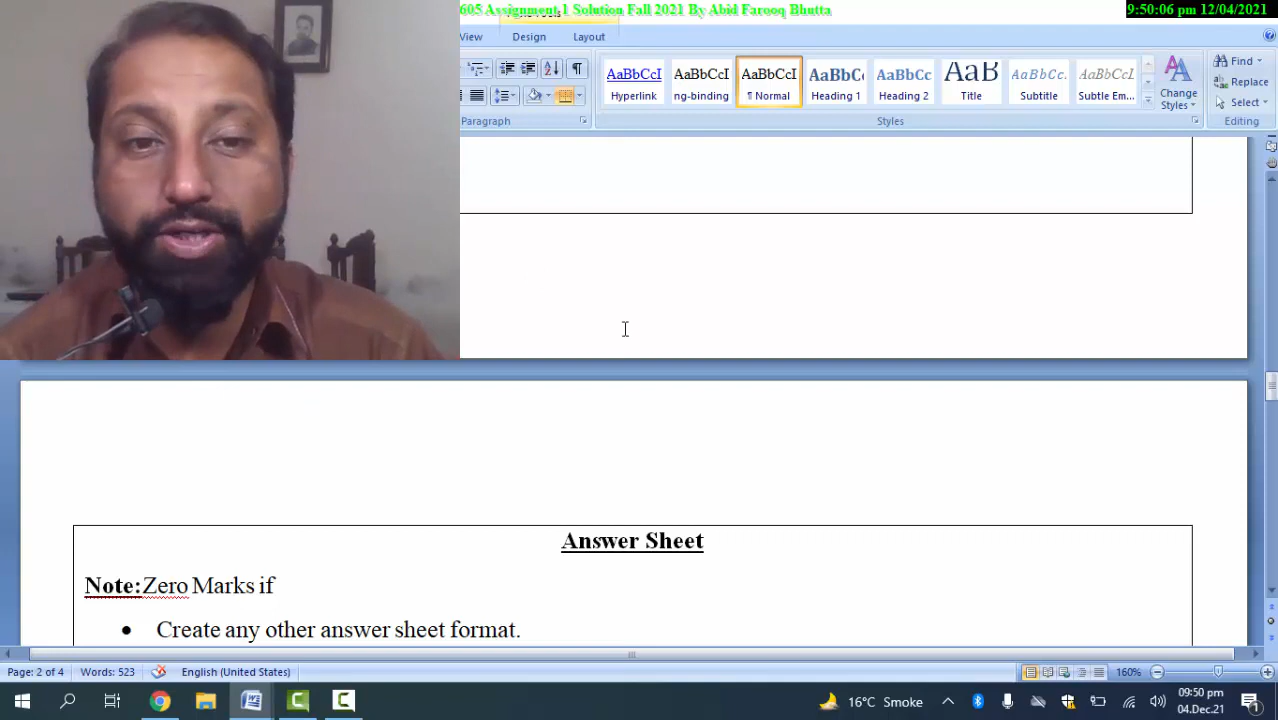 605 Assignment 1 Solution Fall 2021 By Abid Farooq Bhutta
9:50:06 pm 12/04/2021
View Design Layout
AaBbCcI AaBbCcI AaBbCcI AaBbCc AaBbCc AaB AaBbCc. AaBbCcL
Hyperlink ng-binding ¶ Normal Heading 1 Heading 2 Title Subtitle Subtle Em...
Change
Styles
Find
Replace
Select
Paragraph Styles Editing
Answer Sheet
Note:Zero Marks if
• Create any other answer sheet format.
Page: 2 of 4 Words: 523 English (United States) 160%
16°C Smoke
09:50 pm
04.Dec.21